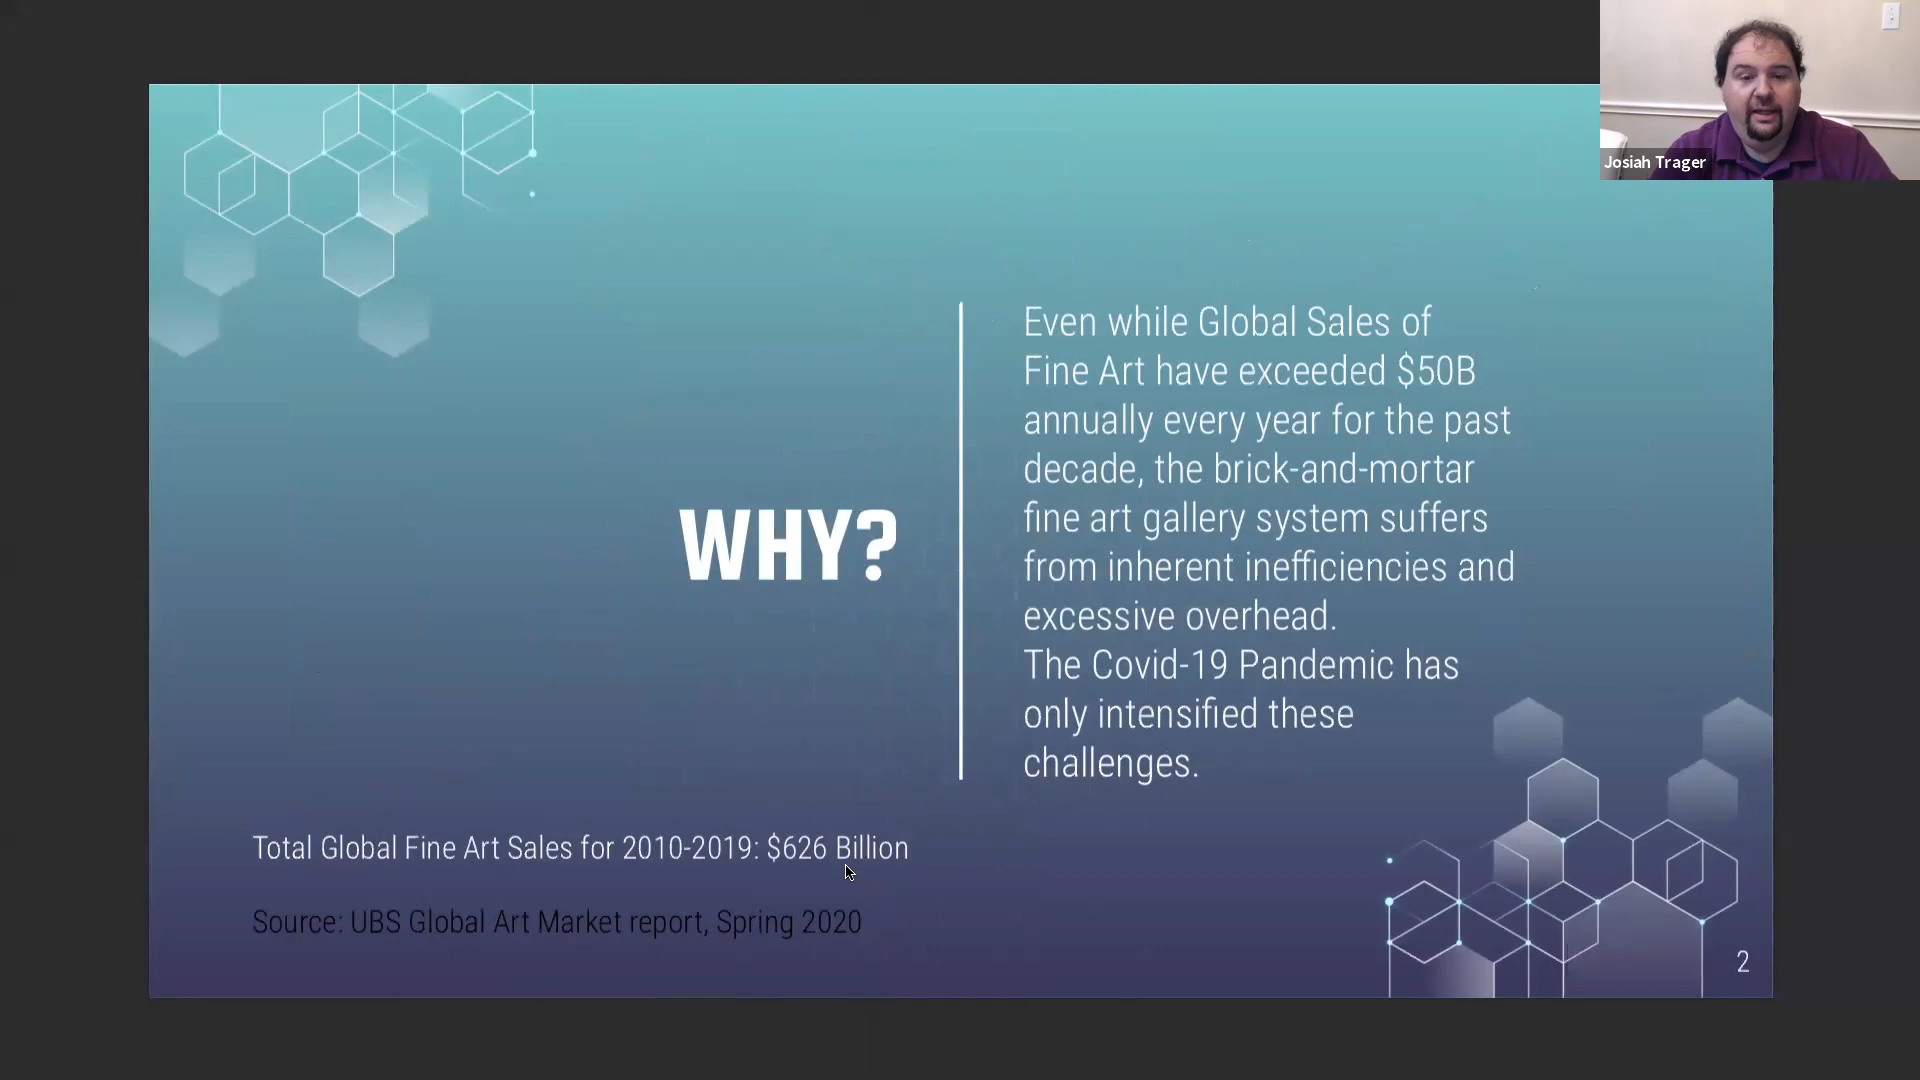 Josiah Trager
WHY?
Even while Global Sales of
Fine Art have exceeded $50B
annually every year for the past
decade, the brick-and-mortar
fine art gallery system suffers
from inherent inefficiencies and
excessive overhead.
The Covid-19 Pandemic has
only intensified these
challenges.
Total Global Fine Art Sales for 2010-2019: $626 Billion
Source: UBS Global Art Market report, Spring 2020
2